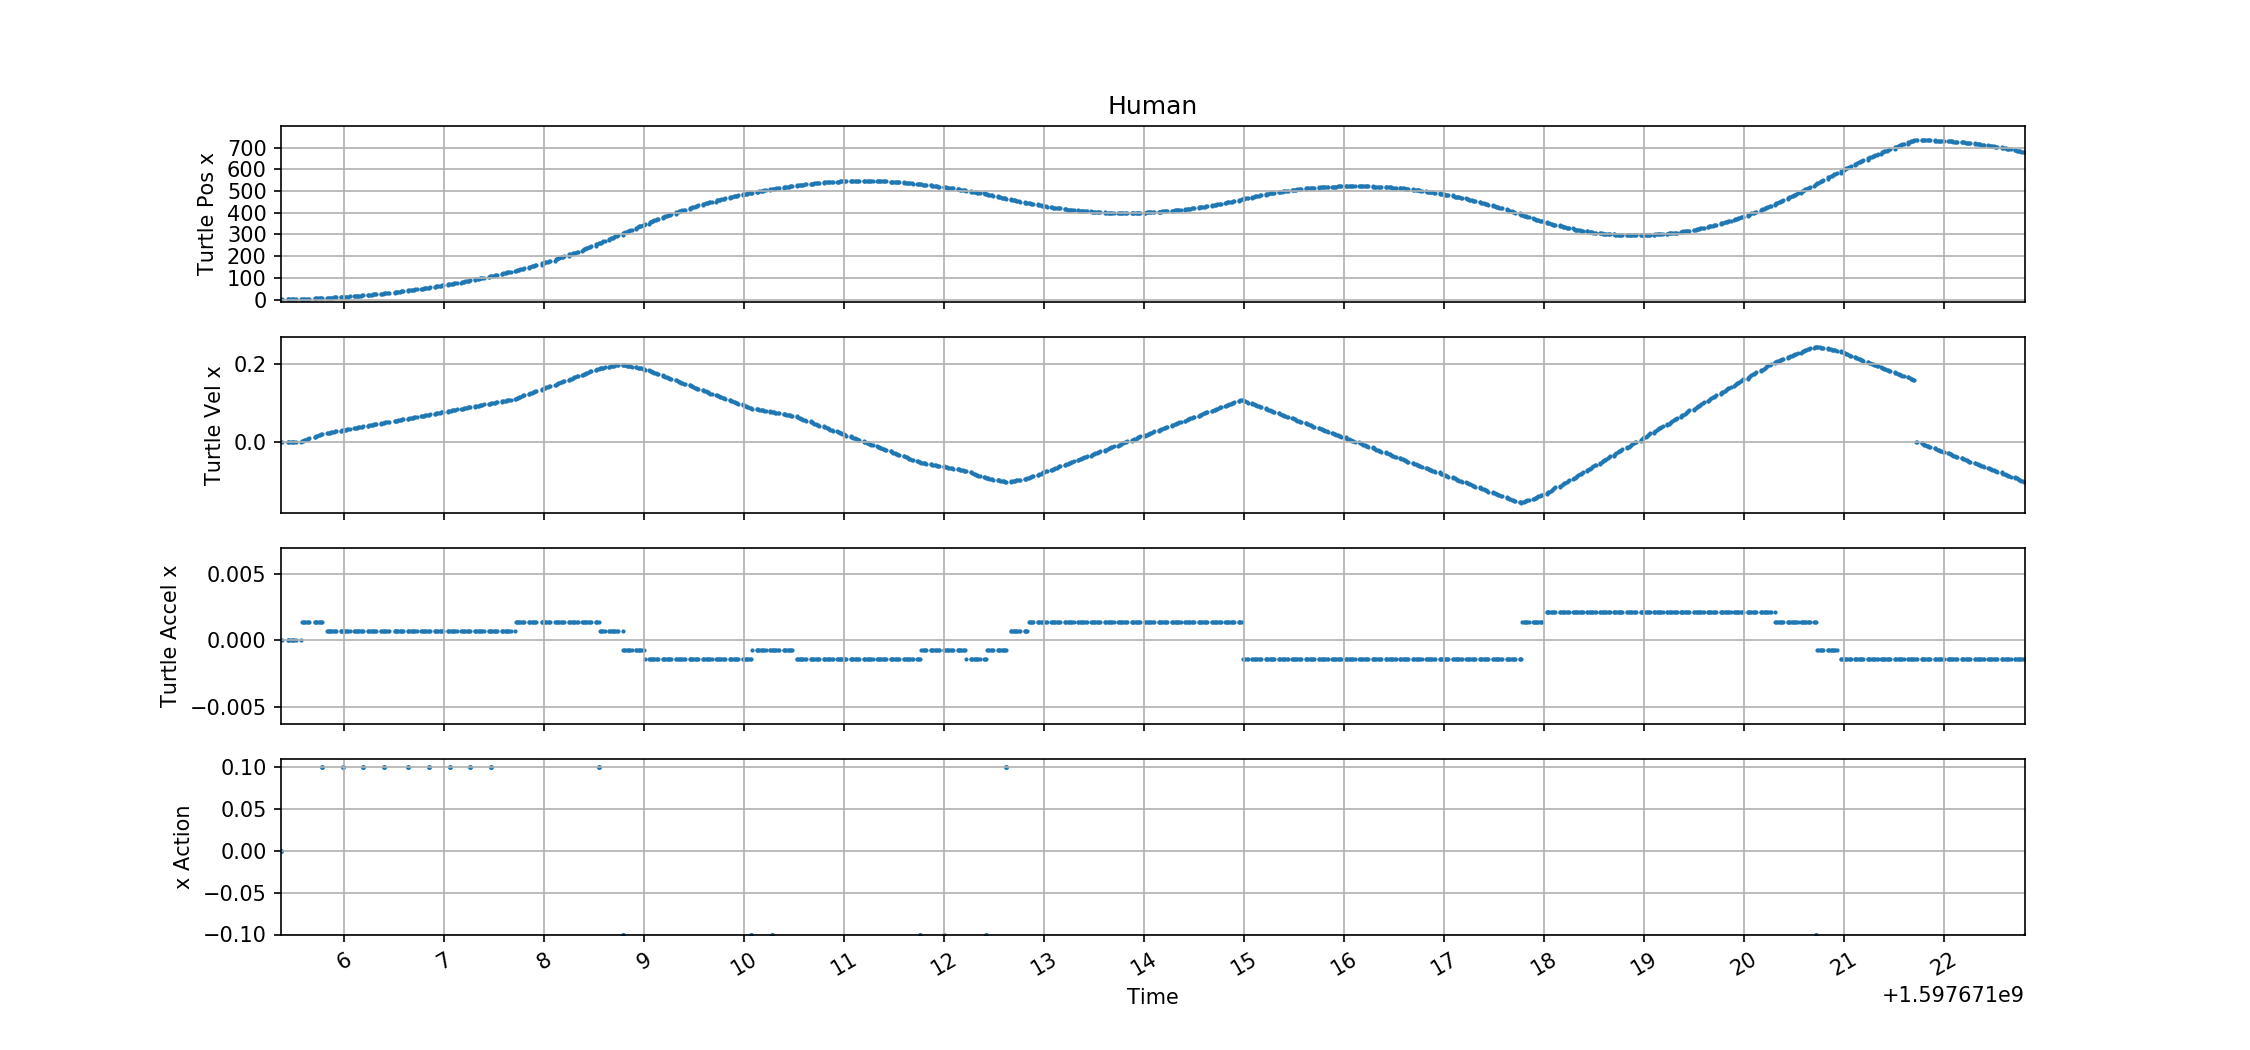 Human
Turtle Pos x
700
600
500
400
300
200
100
0
Turtle Vel x
0.2
0.0
Turtle Accel x
0.005
0.000
−0.005
x Action
0.10
0.05
0.00
−0.05
−0.10
6 7 8 9 10 11 12 13 14 15 16 17 18 19 20 21 22
Time
+1.597671e9